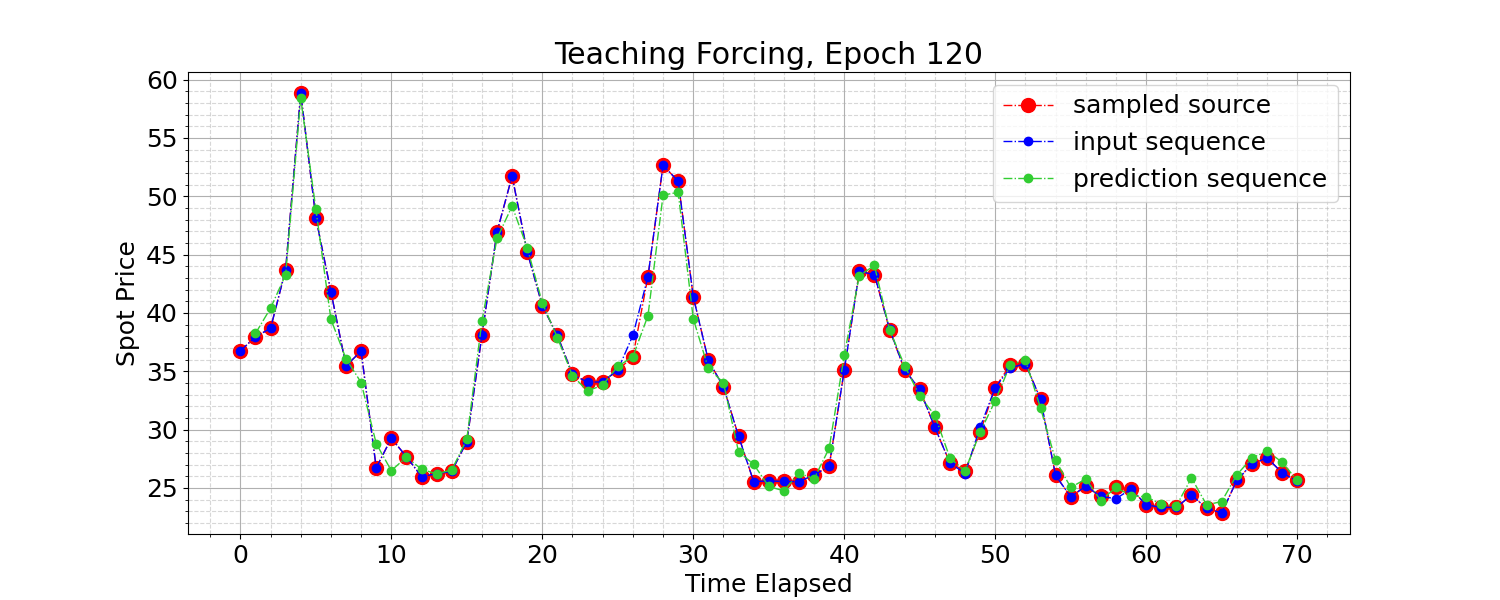 Teaching Forcing, Epoch 120
sampled source
input sequence
prediction sequence
Spot Price
60
55
50
45
40
35
30
25
0 10 20 30 40 50 60 70
Time Elapsed